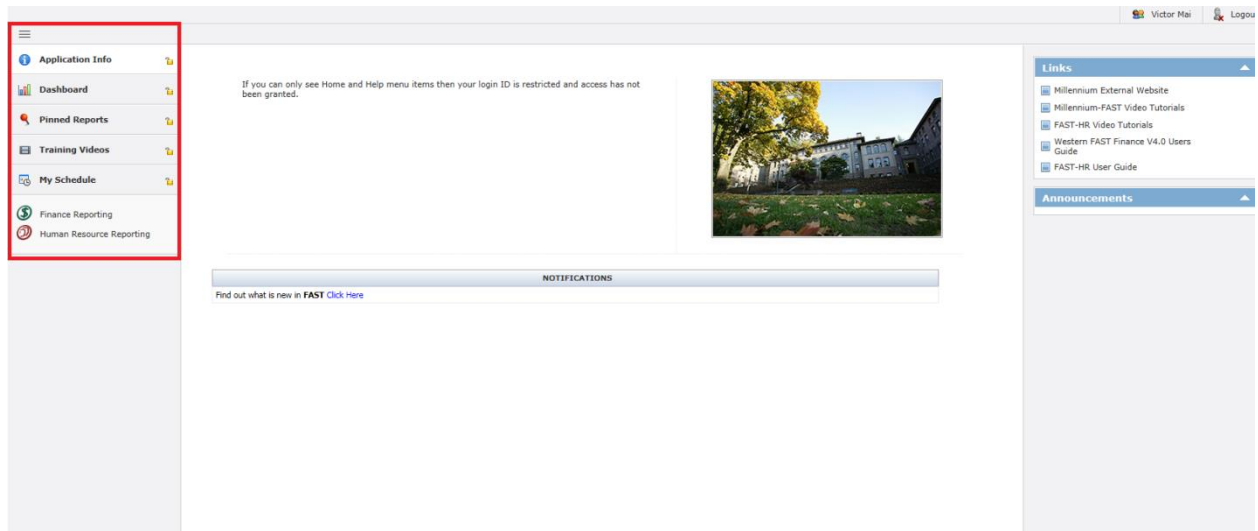 Victor Mai
Logou
Application Info
Dashboard
Pinned Reports
Training Videos
My Schedule
Finance Reporting
Human Resource Reporting
If you can only see Home and Help menu items then your login ID is restricted and access has not
been granted.
NOTIFICATIONS
Find out what is new in FAST Click Here
Links
Millennium External Website
Millennium-FAST Video Tutorials
FAST-HR Video Tutorials
Western FAST Finance V4.0 Users
Guide
FAST-HR User Guide
Announcements